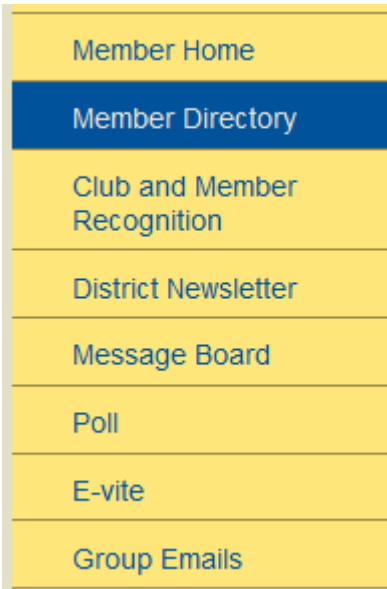 Member Home
Member Directory
Club and Member
Recognition
District Newsletter
Message Board
Poll
E-vite
Group Emails